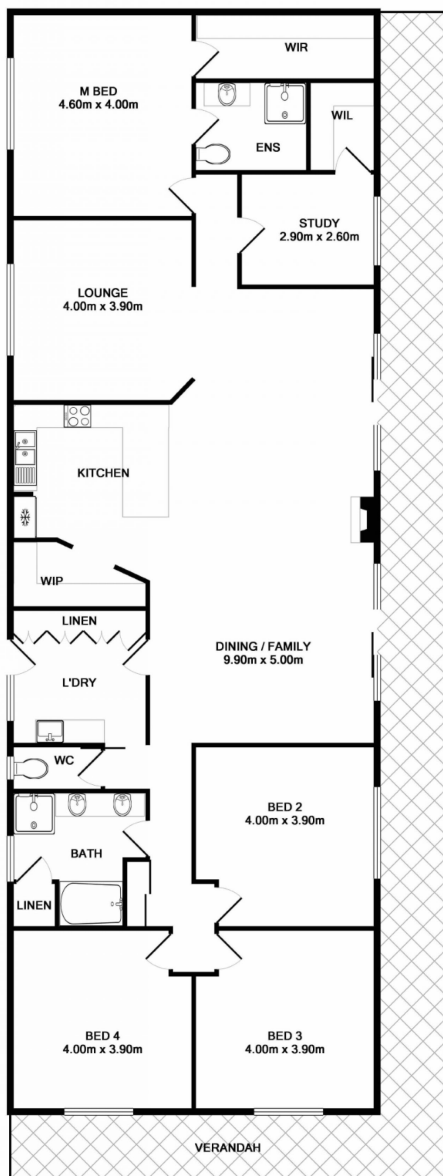 WIR
M BED
4.60m x 4.00m
WIL
ENS
STUDY
2.90m x 2.60m
LOUNGE
4.00m x 3.90m
KITCHEN
WIP
LINEN
DINING / FAMILY
9.90m x 5.00m
L'DRY
WC
BED 2
4.00m x 3.90m
BATH
LINEN
BED 4
4.00m x 3.90m
BED 3
4.00m x 3.90m
VERANDAH